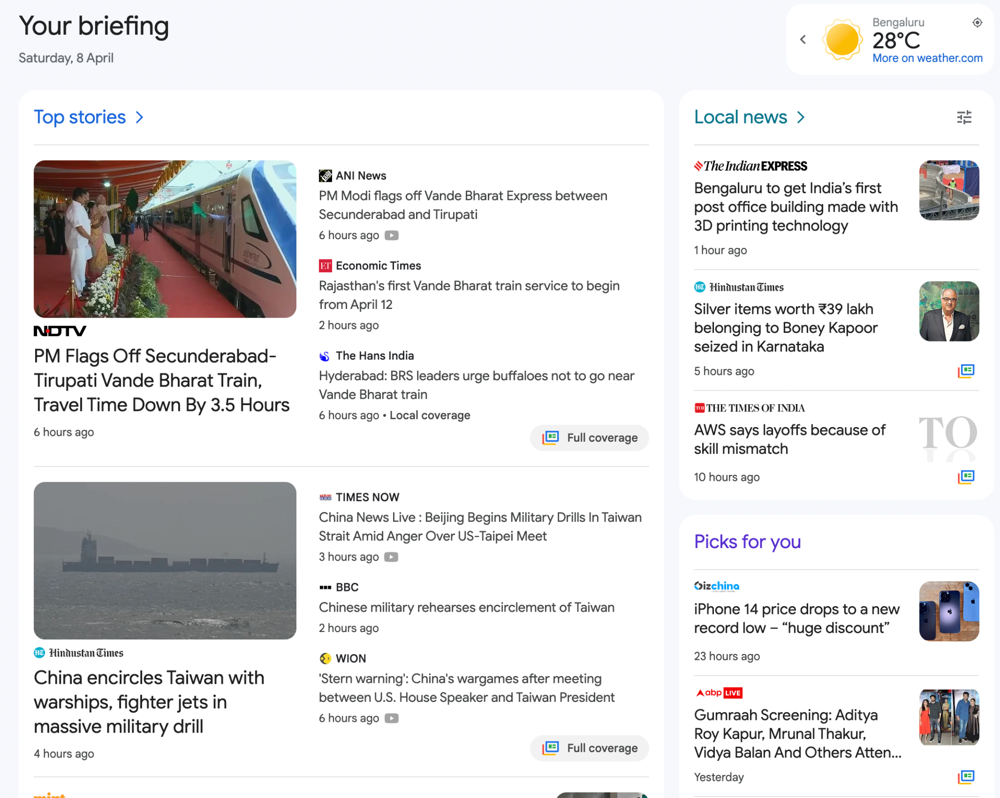 Your briefing
Saturday, 8 April
Bengaluru
28°C
More on weather.com
Top stories
NDTV
PM Flags Off Secunderabad-
Tirupati Vande Bharat Train,
Travel Time Down By 3.5 Hours
6 hours ago
ANI News
PM Modi flags off Vande Bharat Express between
Secunderabad and Tirupati
6 hours ago
ET Economic Times
Rajasthan's first Vande Bharat train service to begin
from April 12
2 hours ago
The Hans India
Hyderabad: BRS leaders urge buffaloes not to go near
Vande Bharat train
6 hours ago • Local coverage
Full coverage
HT Hindustan Times
China encircles Taiwan with
warships, fighter jets in
massive military drill
4 hours ago
TIMES NOW
China News Live : Beijing Begins Military Drills In Taiwan
Strait Amid Anger Over US-Taipei Meet
3 hours ago
BBC
Chinese military rehearses encirclement of Taiwan
2 hours ago
WION
'Stern warning': China's wargames after meeting
between U.S. House Speaker and Taiwan President
6 hours ago
Full coverage
mint
Local news
The Indian EXPRESS
Bengaluru to get India’s first
post office building made with
3D printing technology
1 hour ago
HT Hindustan Times
Silver items worth ₹39 lakh
belonging to Boney Kapoor
seized in Karnataka
5 hours ago
TOI THE TIMES OF INDIA
AWS says layoffs because of
skill mismatch
TO
10 hours ago
Picks for you
Gizchina
iPhone 14 price drops to a new
record low – “huge discount”
23 hours ago
abp LIVE
Gumraah Screening: Aditya
Roy Kapur, Mrunal Thakur,
Vidya Balan And Others Atten...
Yesterday